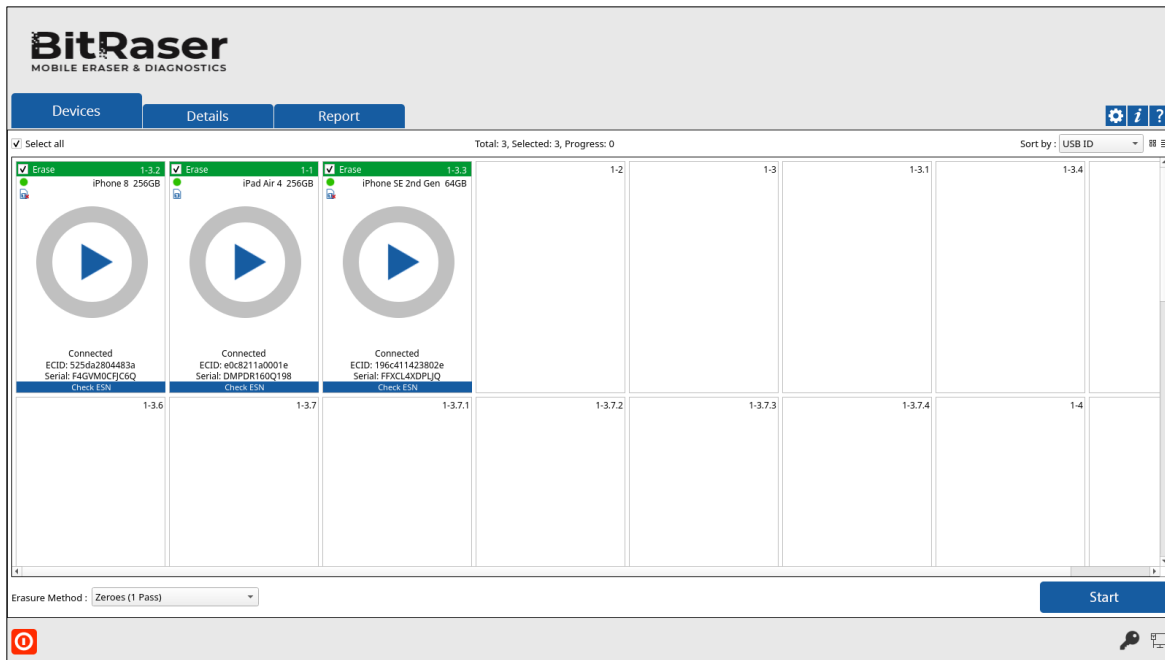 BitRaser
MOBILE ERASER & DIAGNOSTICS
Devices
Details
Report
i
?
Select all
Total: 3, Selected: 3, Progress: 0
Sort by : USB ID
Erase 1-3.2
iPhone 8 256GB
Connected
ECID: 525da2804483a
Serial: F4GVM0CFJC6Q
Check ESN
Erase 1-1
iPad Air 4 256GB
Connected
ECID: e0c8211a0001e
Serial: DMPDR160Q198
Check ESN
Erase 1-3.3
iPhone SE 2nd Gen 64GB
Connected
ECID: 196c411423802e
Serial: FFXCL4XDPLJQ
Check ESN
1-2
1-3
1-3.1
1-3.4
1-3.6
1-3.7
1-3.7.1
1-3.7.2
1-3.7.3
1-3.7.4
1-4
Erasure Method : Zeroes (1 Pass)
Start